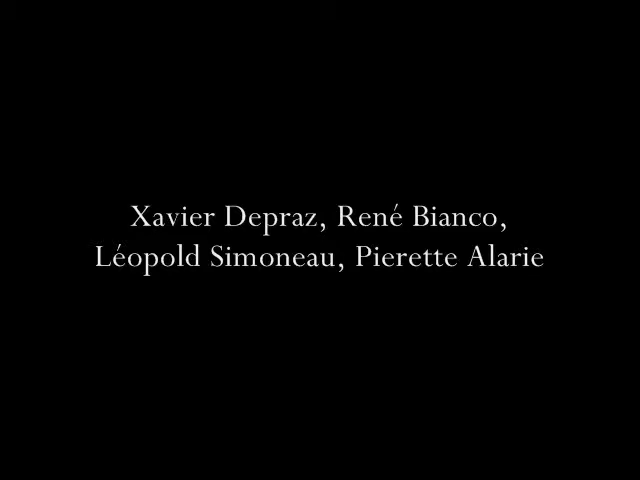 Xavier Depraz, René Bianco,
Léopold Simoneau, Pierette Alarie